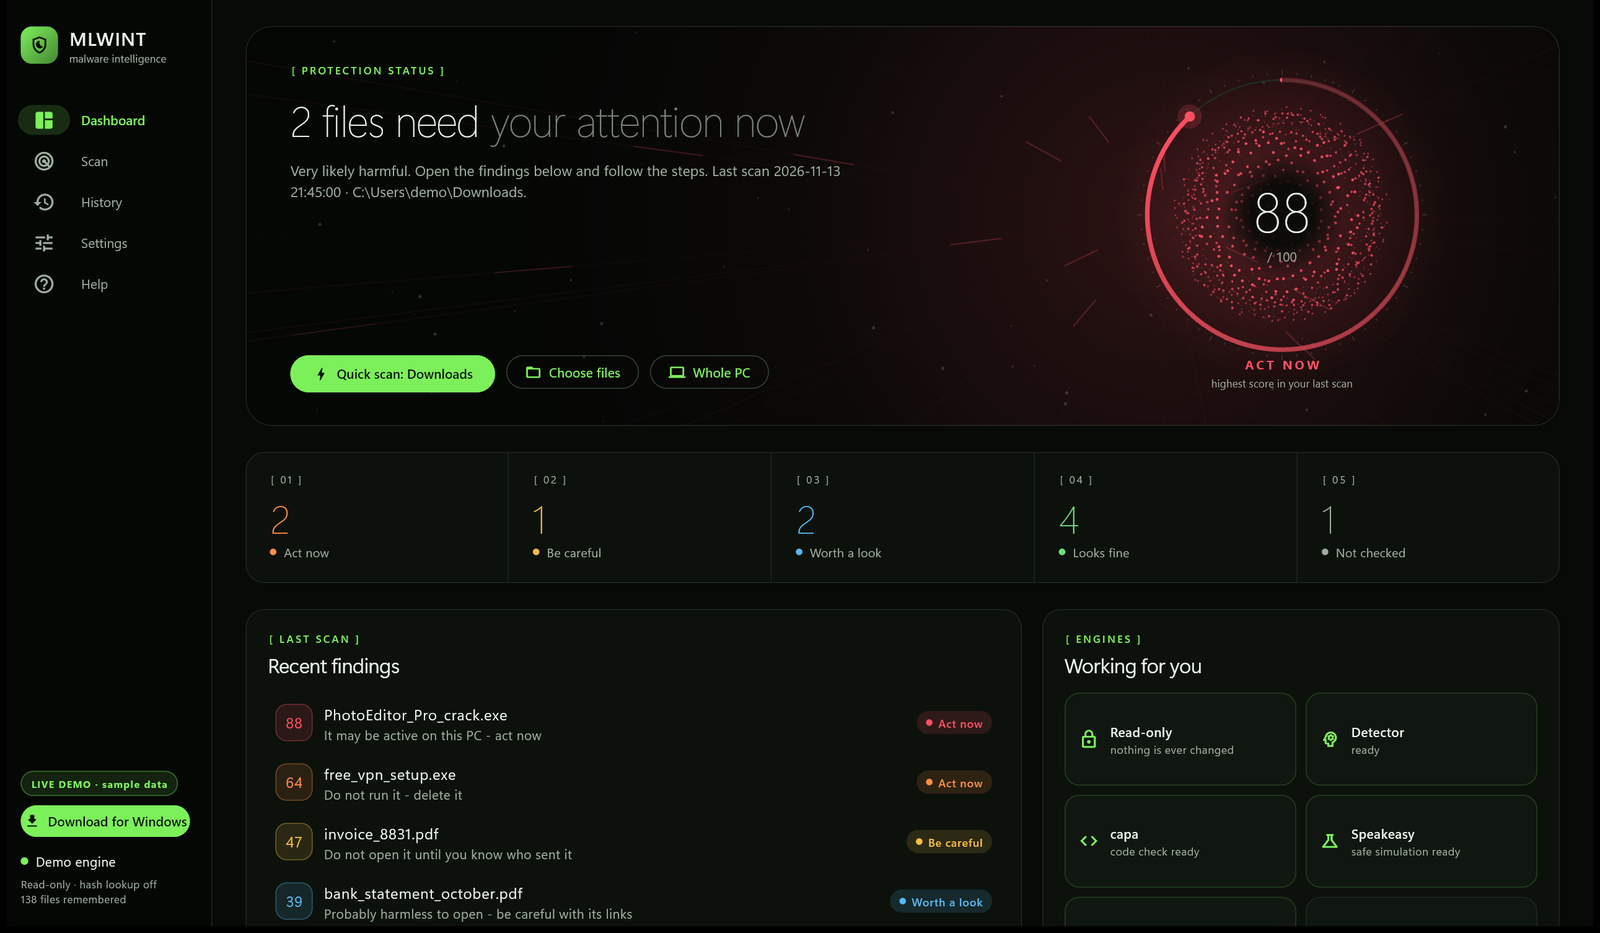 MLWINT
malware intelligence
Dashboard
Scan
History
Settings
Help
LIVE DEMO · sample data
Download for Windows
Demo engine
Read-only · hash lookup off
138 files remembered
[ PROTECTION STATUS ]
2 files need your attention now
Very likely harmful. Open the findings below and follow the steps. Last scan 2026-11-13
21:45:00 · C:\Users\demo\Downloads.
Quick scan: Downloads
Choose files
Whole PC
88
/ 100
ACT NOW
highest score in your last scan
[ 01 ]
2
Act now
[ 02 ]
1
Be careful
[ 03 ]
2
Worth a look
[ 04 ]
4
Looks fine
[ 05 ]
1
Not checked
[ LAST SCAN ]
Recent findings
88
PhotoEditor_Pro_crack.exe
It may be active on this PC - act now
Act now
64
free_vpn_setup.exe
Do not run it - delete it
Act now
47
invoice_8831.pdf
Do not open it until you know who sent it
Be careful
39
bank_statement_october.pdf
Probably harmless to open - be careful with its links
Worth a look
[ ENGINES ]
Working for you
Read-only
nothing is ever changed
Detector
ready
capa
code check ready
Speakeasy
safe simulation ready